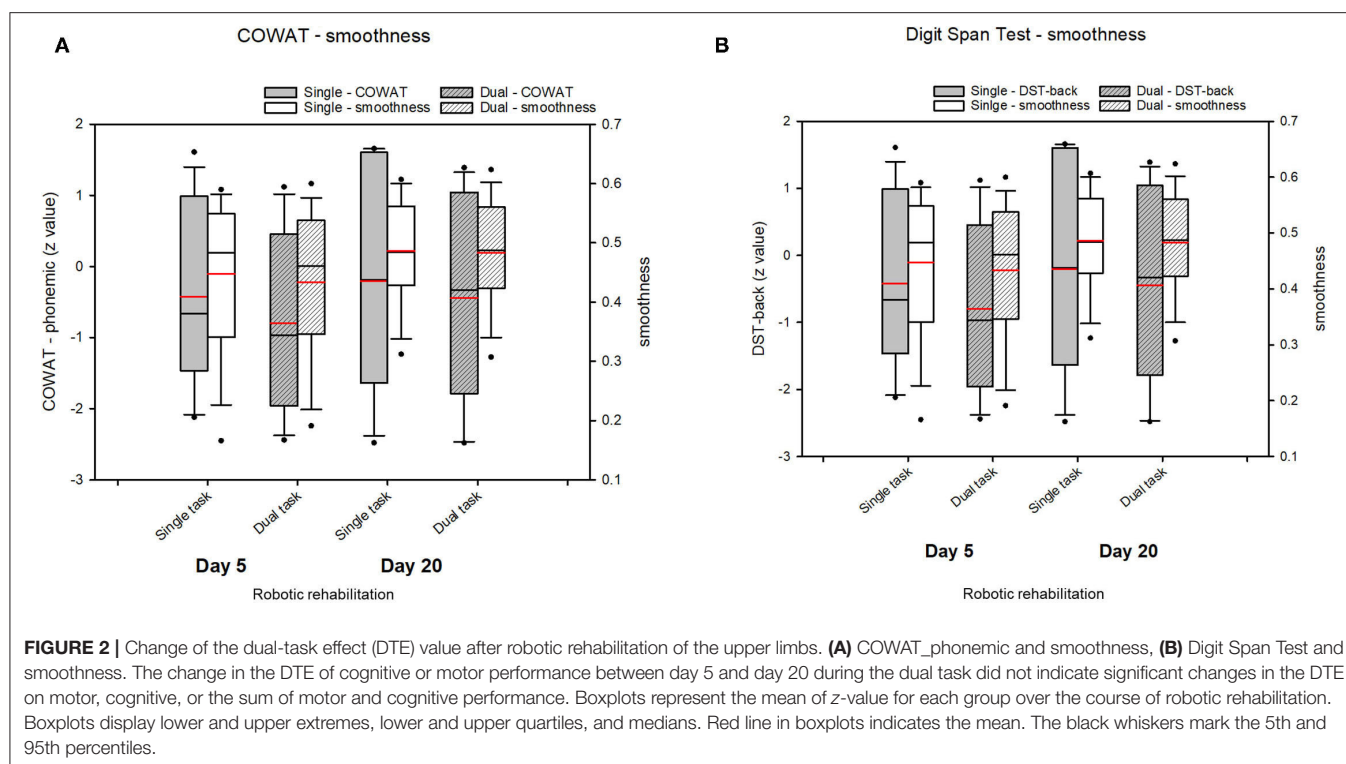 A
COWAT - smoothness
Single - COWAT
Dual - COWAT
Single - smoothness
Dual - smoothness
COWAT - phonemic (z value)
2
1
0
-1
-2
-3
0.7
0.6
0.5
0.4
0.3
0.2
0.1
smoothness
Single task
Dual task
Single task
Dual task
Day 5
Day 20
Robotic rehabilitation
B
Digit Span Test - smoothness
Single - DST-back
Dual - DST-back
Sinlge - smoothness
Dual - smoothness
DST-back (z value)
2
1
0
-1
-2
-3
0.7
0.6
0.5
0.4
0.3
0.2
0.1
smoothness
Single task
Dual task
Single task
Dual task
Day 5
Day 20
Robotic rehabilitation
FIGURE 2 | Change of the dual-task effect (DTE) value after robotic rehabilitation of the upper limbs. (A) COWAT_phonemic and smoothness, (B) Digit Span Test and
smoothness. The change in the DTE of cognitive or motor performance between day 5 and day 20 during the dual task did not indicate significant changes in the DTE
on motor, cognitive, or the sum of motor and cognitive performance. Boxplots represent the mean of z-value for each group over the course of robotic rehabilitation.
Boxplots display lower and upper extremes, lower and upper quartiles, and medians. Red line in boxplots indicates the mean. The black whiskers mark the 5th and
95th percentiles.